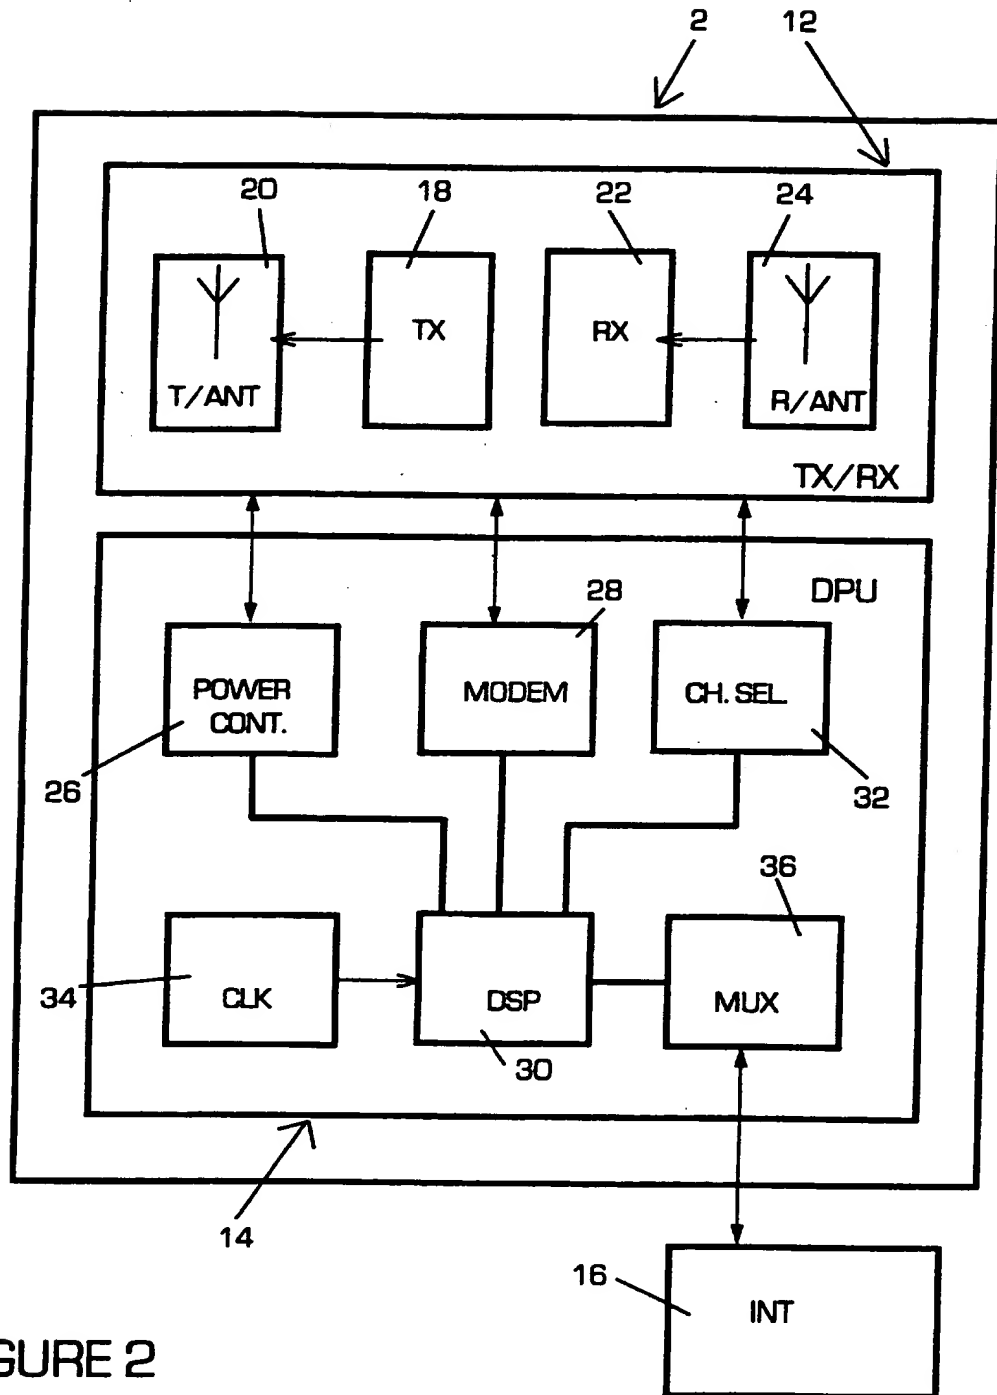 2 12
20 18 22 24
TX RX
T/ANT R/ANT
TX/RX
DPU
28
POWER
CONT.
MODEM
CH. SEL.
26 32
36
34 CLK DSP MUX
30
14
16 INT
GURE 2